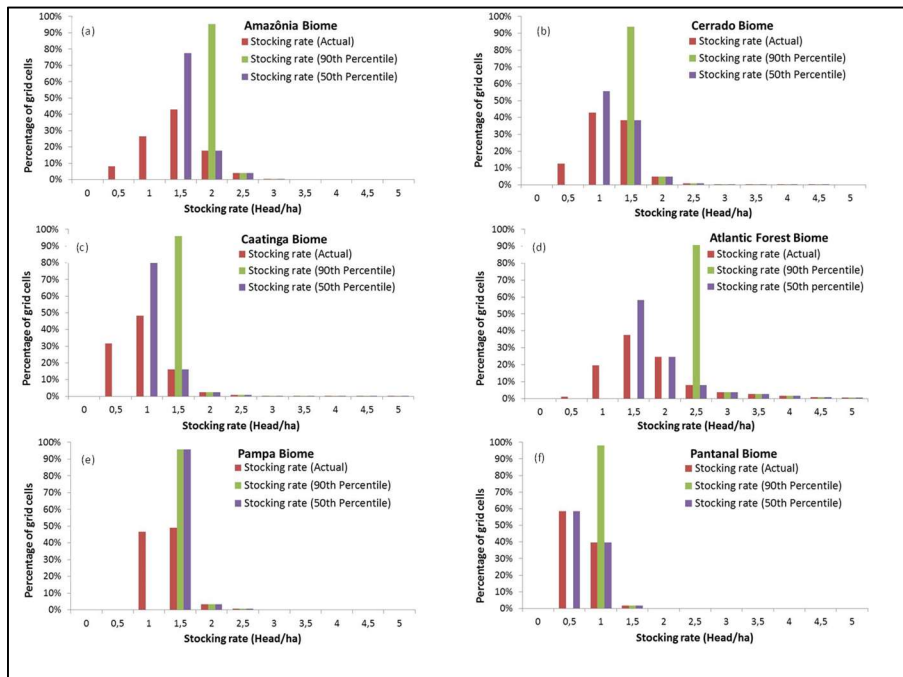 (a)
Amazônia Biome
Stocking rate (Actual)
Stocking rate (90th Percentile)
Stocking rate (50th Percentile)
Percentage of grid cells
100%
90%
80%
70%
60%
50%
40%
30%
20%
10%
0%
0 0,5 1 1,5 2 2,5 3 3,5 4 4,5 5
Stocking rate (Head/ha)
(b)
Cerrado Biome
Stocking rate (Actual)
Stocking rate (90th Percentile)
Stocking rate (50th Percentile)
Percentage of grid cells
100%
90%
80%
70%
60%
50%
40%
30%
20%
10%
0%
0 0,5 1 1,5 2 2,5 3 3,5 4 4,5 5
Stocking rate (Head/ha)
(c)
Caatinga Biome
Stocking rate (Actual)
Stocking rate (90th Percentile)
Stocking rate (50th Percentile)
Percentage of grid cells
100%
90%
80%
70%
60%
50%
40%
30%
20%
10%
0%
0 0,5 1 1,5 2 2,5 3 3,5 4 4,5 5
Stocking rate (Head/ha)
(d)
Atlantic Forest Biome
Stocking rate (Actual)
Stocking rate (90th Percentile)
Stocking rate (50th percentile)
Percentage of grid cells
100%
90%
80%
70%
60%
50%
40%
30%
20%
10%
0%
0 0,5 1 1,5 2 2,5 3 3,5 4 4,5 5
Stocking rate (Head/ha)
(e)
Pampa Biome
Stocking rate (Actual)
Stocking rate (90th Percentile)
Stocking rate (50th Percentile)
Percentage of grid cells
100%
90%
80%
70%
60%
50%
40%
30%
20%
10%
0%
0 0,5 1 1,5 2 2,5 3 3,5 4 4,5 5
Stocking rate (Head/ha)
(f)
Pantanal Biome
Stocking rate (Actual)
Stocking rate (90th Percentile)
Stocking rate (50th Percentile)
Percentage of grid cells
100%
90%
80%
70%
60%
50%
40%
30%
20%
10%
0%
0 0,5 1 1,5 2 2,5 3 3,5 4 4,5 5
Stocking rate (Head/ha)